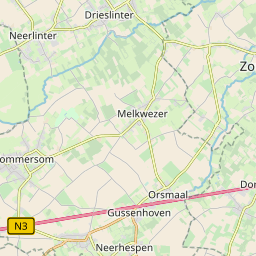 Drieslinter
Neerlinter
Zo
Melkwezer
ommersom
Orsmaal
Do
Gussenhoven
N3
Neerhespen